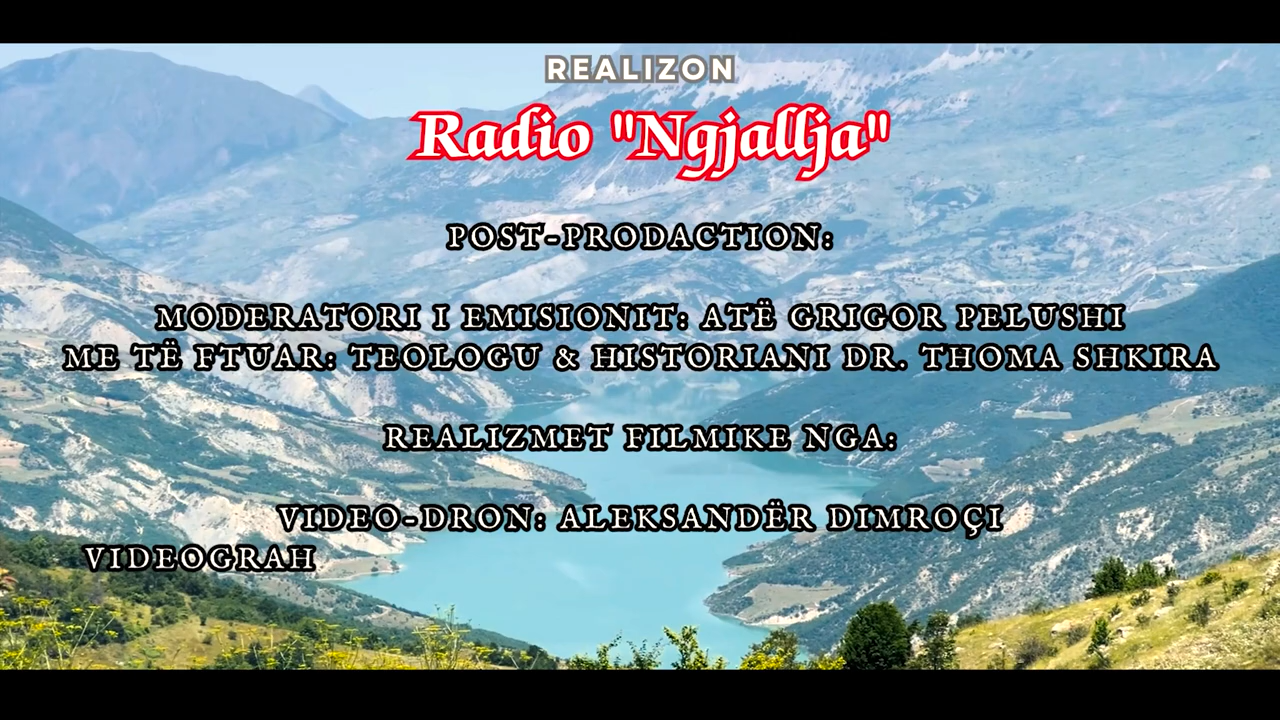 REALIZON
Radio "Ngjallja"
POST-PRODACTION:
MODERATORI I EMISIONIT: ATË GRIGOR PELUSHI
ME TË FTUAR: TEOLOGU & HISTORIANI DR. THOMA SHKIRA
REALIZMET FILMIKE NGA:
VIDEO-DRON: ALEKSANDËR DIMROÇI
VIDEOGRAH